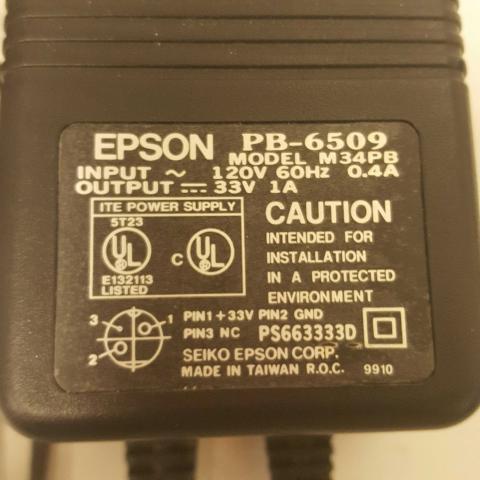 EPSON PB-6509
MODEL M34PB
INPUT ~ 120V 60Hz 0.4A
OUTPUT ⎓ 33V 1A
ITE POWER SUPPLY
5T23
UL
E132113
LISTED
C UL
CAUTION
INTENDED FOR
INSTALLATION
IN A PROTECTED
ENVIRONMENT
3 1
2
PIN1 +33V PIN2 GND
PIN3 NC PS663333D
SEIKO EPSON CORP.
MADE IN TAIWAN R.O.C. 9910